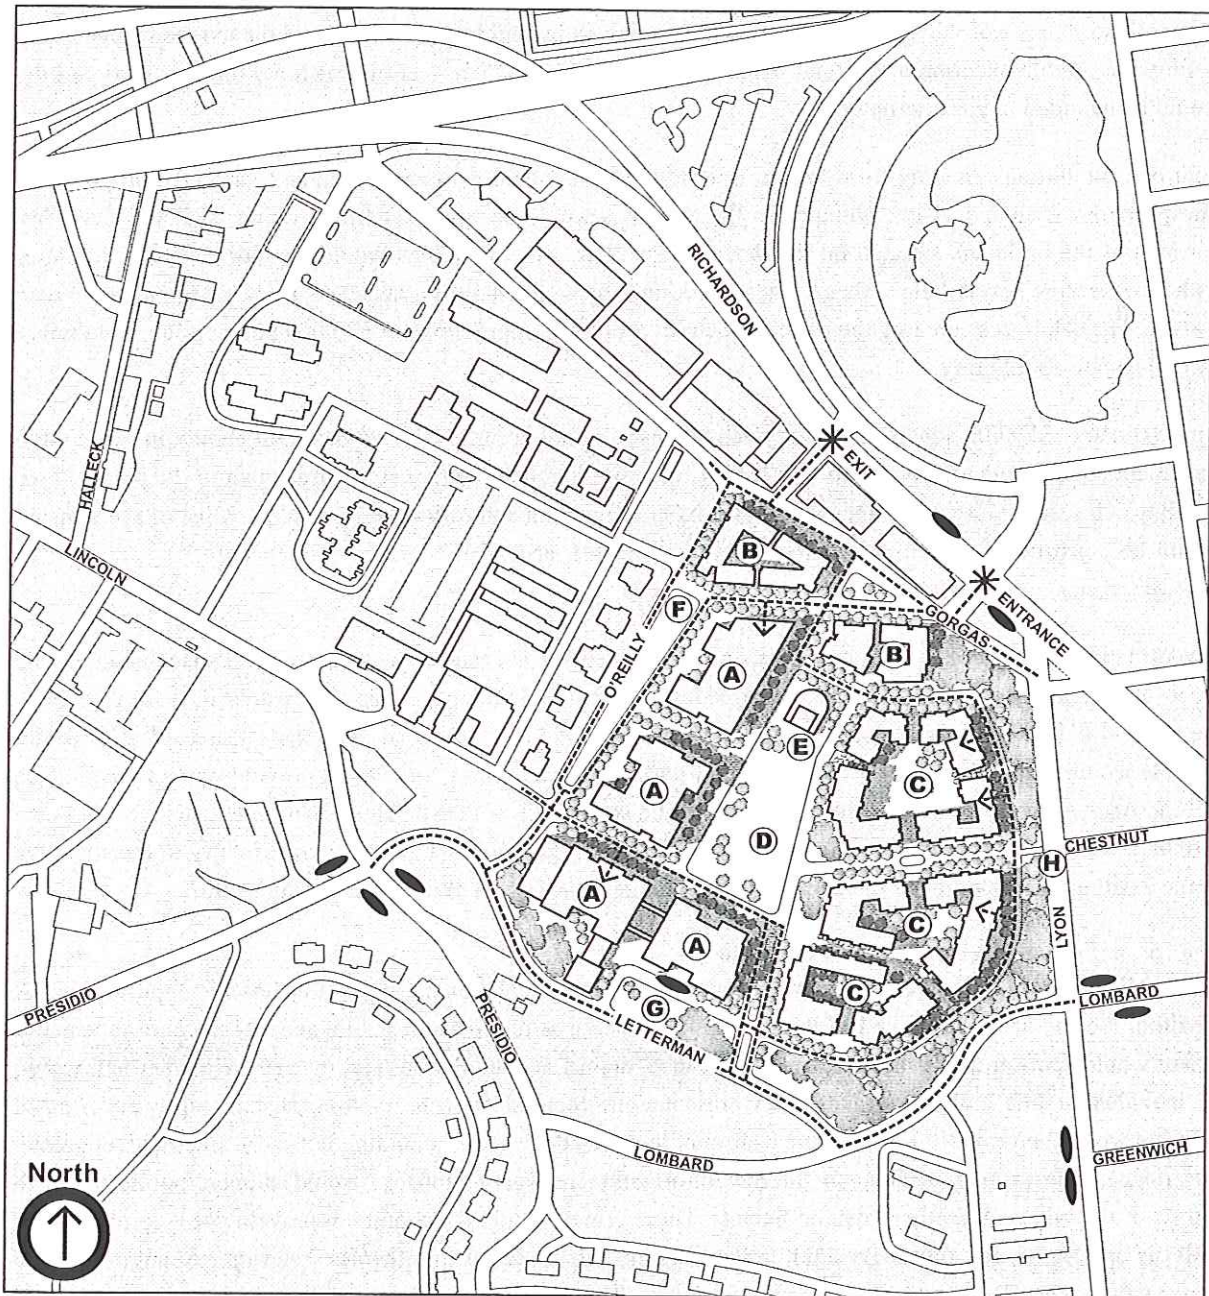 RICHARDSON
EXIT
ENTRANCE
HALLECK
LINCOLN
B
F
O'REILLY
GORGAS
A
B
E
A
C
D
CHESTNUT
H
A
C
LYON
A
C
LOMBARD
G
PRESIDIO
PRESIDIO
LETTERMAN
LOMBARD
GREENWICH
North